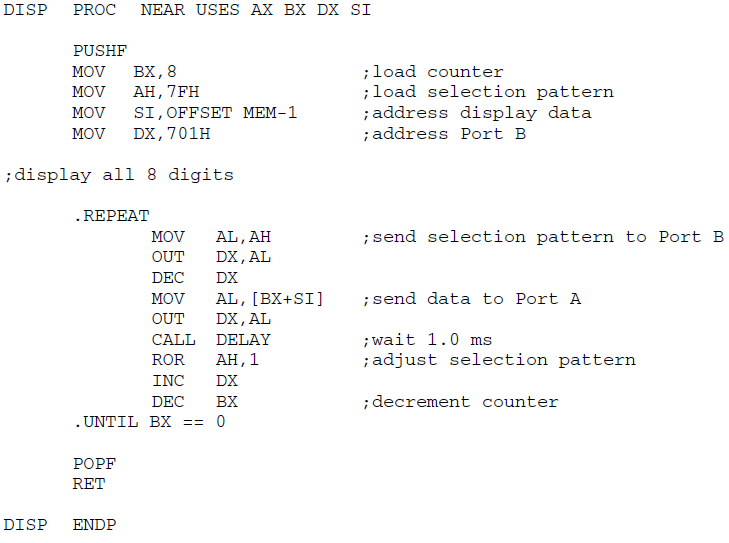 DISP  PROC  NEAR USES AX BX DX SI
PUSHF
MOV  BX,8  ;load counter
MOV  AH,7FH  ;load selection pattern
MOV  SI,OFFSET MEM-1  ;address display data
MOV  DX,701H  ;address Port B
;display all 8 digits
.REPEAT
MOV  AL,AH  ;send selection pattern to Port B
OUT  DX,AL
DEC  DX
MOV  AL,[BX+SI]  ;send data to Port A
OUT  DX,AL
CALL  DELAY  ;wait 1.0 ms
ROR  AH,1  ;adjust selection pattern
INC  DX
DEC  BX  ;decrement counter
.UNTIL BX == 0
POPF
RET
DISP  ENDP